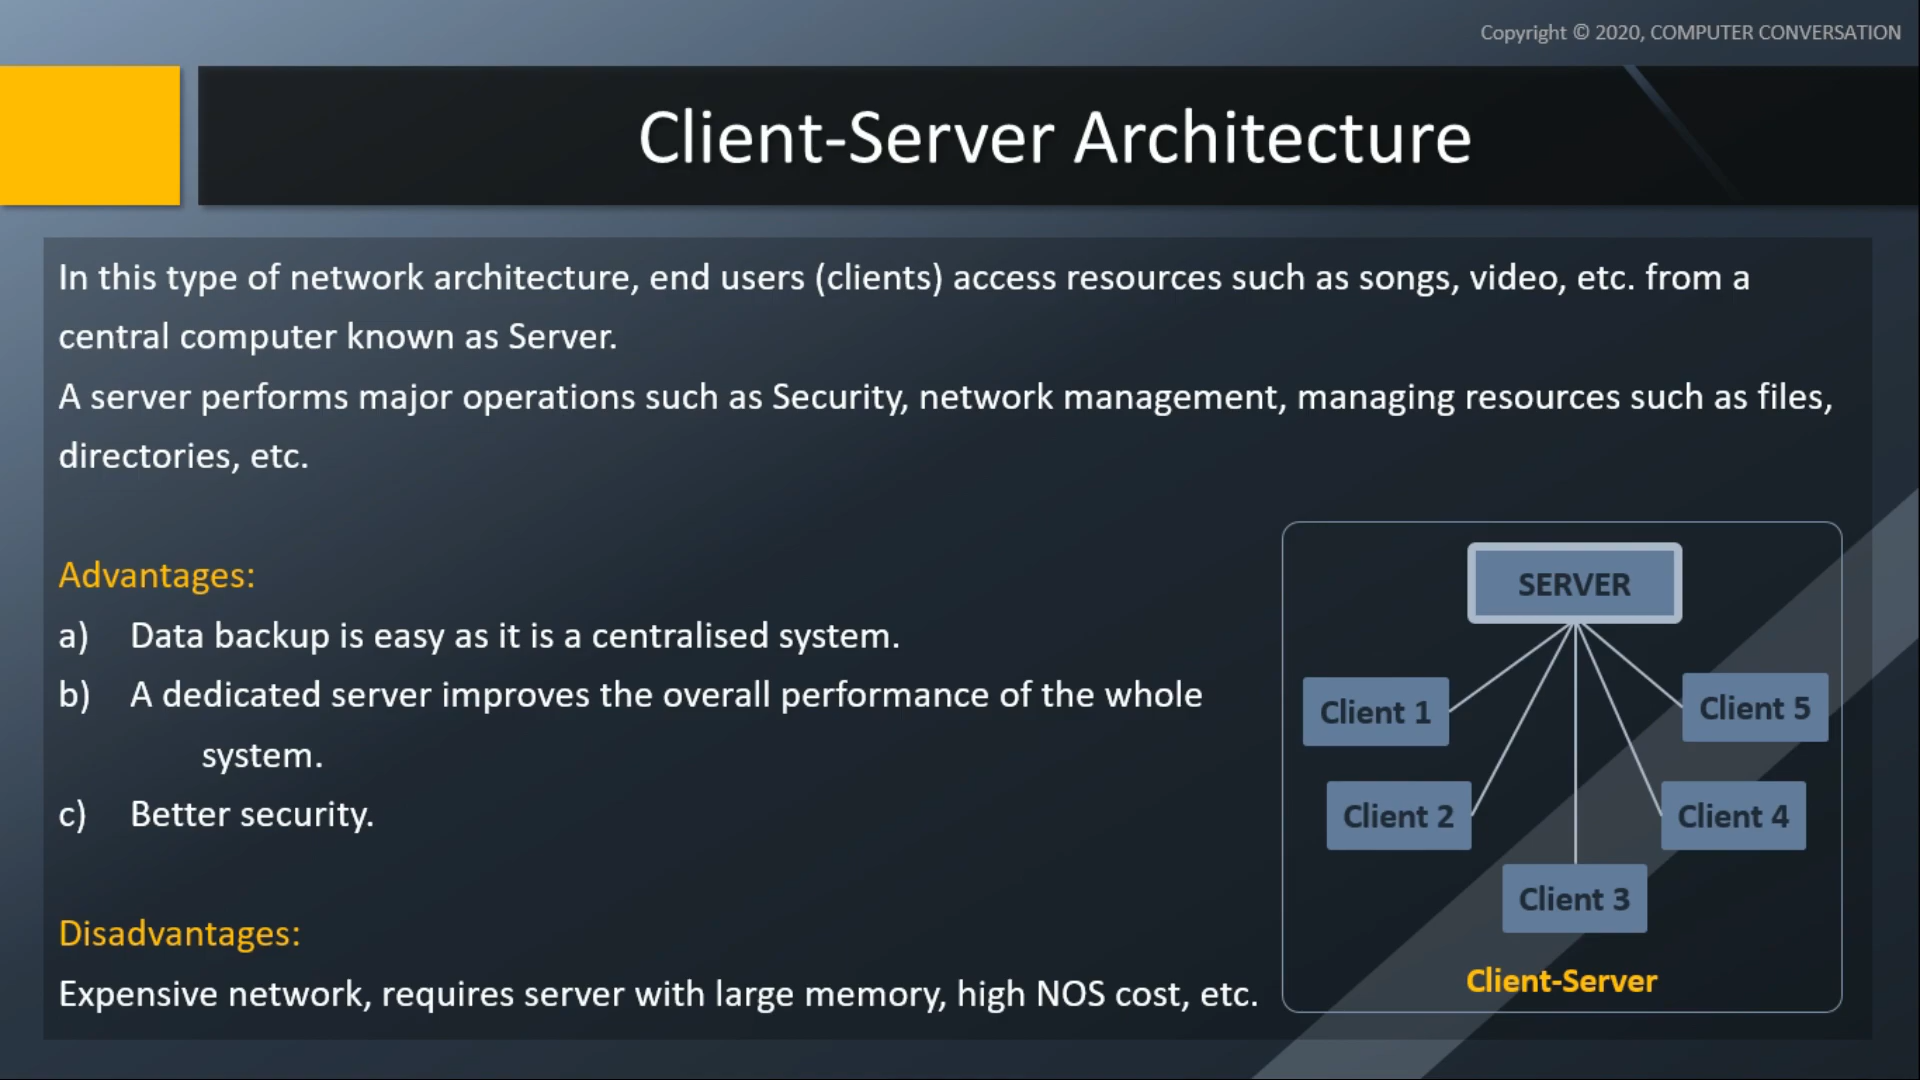 Copyright © 2020, COMPUTER CONVERSATION
Client-Server Architecture
In this type of network architecture, end users (clients) access resources such as songs, video, etc. from a
central computer known as Server.
A server performs major operations such as Security, network management, managing resources such as files,
directories, etc.
Advantages:
a) Data backup is easy as it is a centralised system.
b) A dedicated server improves the overall performance of the whole
system.
c) Better security.
Disadvantages:
Expensive network, requires server with large memory, high NOS cost, etc.
SERVER
Client 1
Client 5
Client 2
Client 4
Client 3
Client-Server